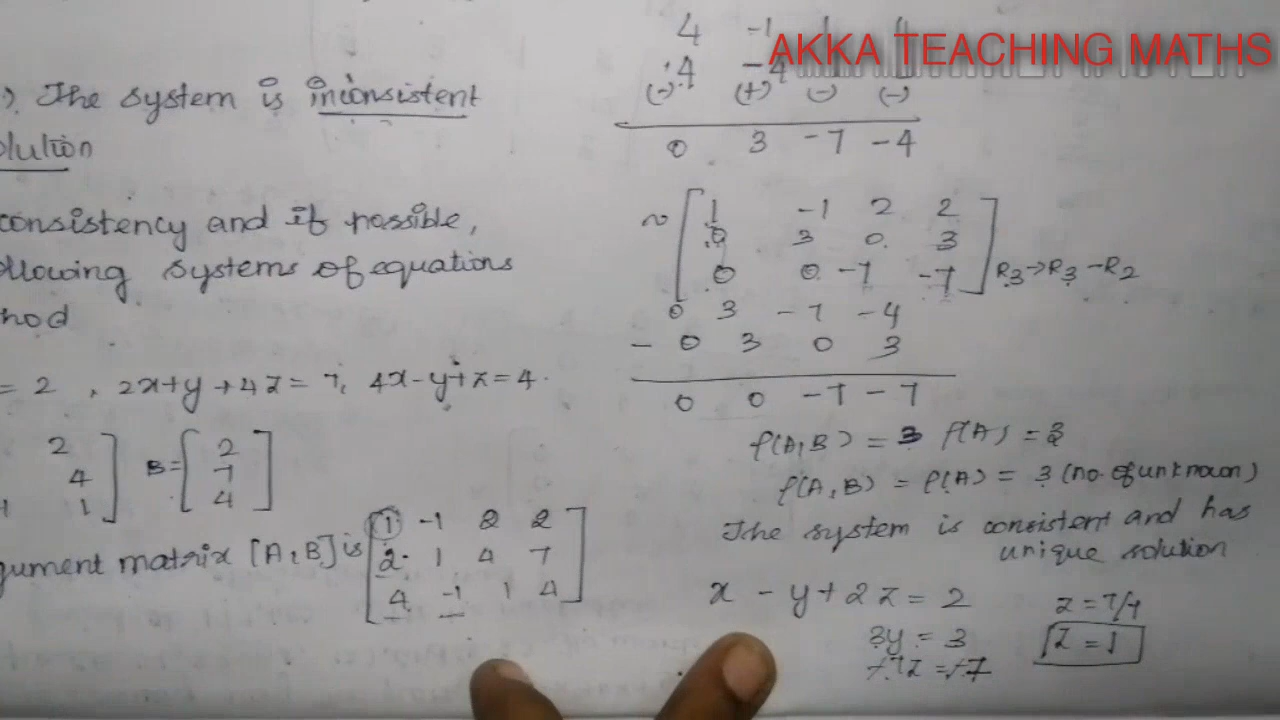 AKKA TEACHING MATHS
) The system is inconsistent
olution
consistency and if possible,
ollowing systems of equations
hod
= 2 , 2x+y+4z = 7, 4x-y+z = 4.
2
4
1
B = [ 2
7
4 ]
gument matrix [A,B] is [ 1 -1 2 2
2 1 4 7
4 -1 1 4 ]
4 -1
4 -4
(-) (+) (-) (-)
0 3 -7 -4
~ [ 1 -1 2 2
0 3 0 3
0 0 -7 -7 ] R3→R3-R2
0 3 -7 -4
- 0 3 0 3
0 0 -7 -7
ρ(A,B) = 3 ρ(A) = 3
ρ(A,B) = ρ(A) = 3 (no. of unknown)
The system is consistent and has
unique solution
x - y + 2z = 2
3y = 3
-7z = -7
z = 7/7
z = 1